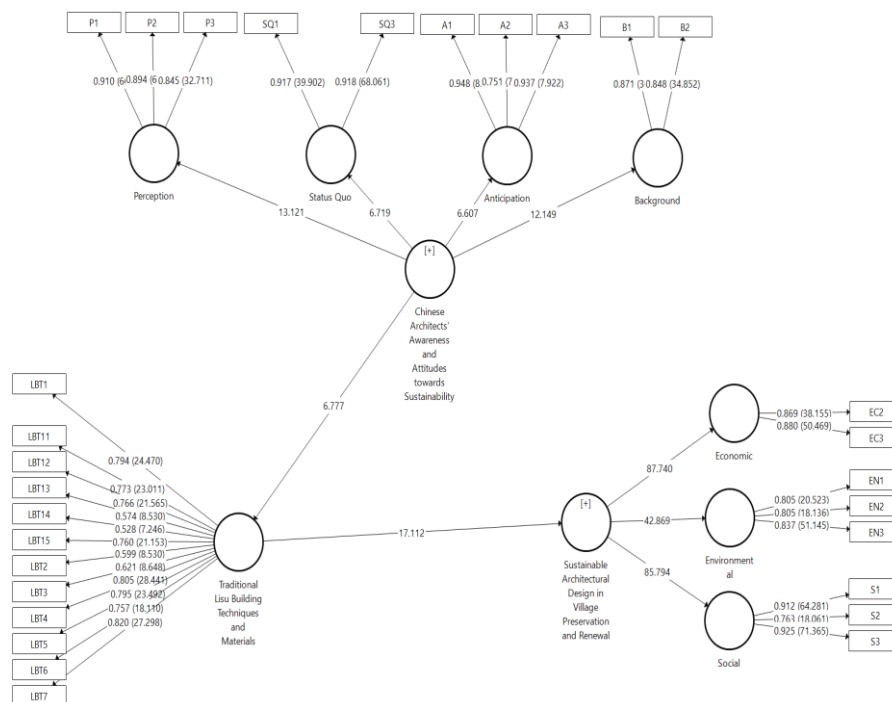 P1
P2
P3
SQ1
SQ3
A1
A2
A3
B1
B2
0.910 (6
0.894 (6
0.845 (32.711)
0.917 (39.902)
0.918 (68.061)
0.948 (8.
0.751 (7
0.937 (7.922)
0.871 (3
0.848 (34.852)
Perception
Status Quo
Anticipation
Background
13.121
6.719
6.607
12.149
[+]
Chinese
Architects'
Awareness
and
Attitudes
towards
Sustainability
6.777
LBT1
LBT11
LBT12
LBT13
LBT14
LBT15
LBT2
LBT3
LBT4
LBT5
LBT6
LBT7
0.794 (24.470)
0.773 (23.011)
0.766 (21.565)
0.574 (8.530)
0.528 (7.246)
0.760 (21.153)
0.599 (8.530)
0.621 (8.648)
0.805 (28.441)
0.795 (23.492)
0.757 (18.110)
0.820 (27.298)
Traditional
Lisu Building
Techniques
and
Materials
17.112
[+]
Sustainable
Architectural
Design in
Village
Preservation
and Renewal
87.740
42.869
85.794
Economic
0.869 (38.155)
0.880 (50.469)
EC2
EC3
Environment
al
0.805 (20.523)
0.805 (18.136)
0.837 (51.145)
EN1
EN2
EN3
Social
0.912 (64.281)
0.763 (18.061)
0.925 (71.365)
S1
S2
S3